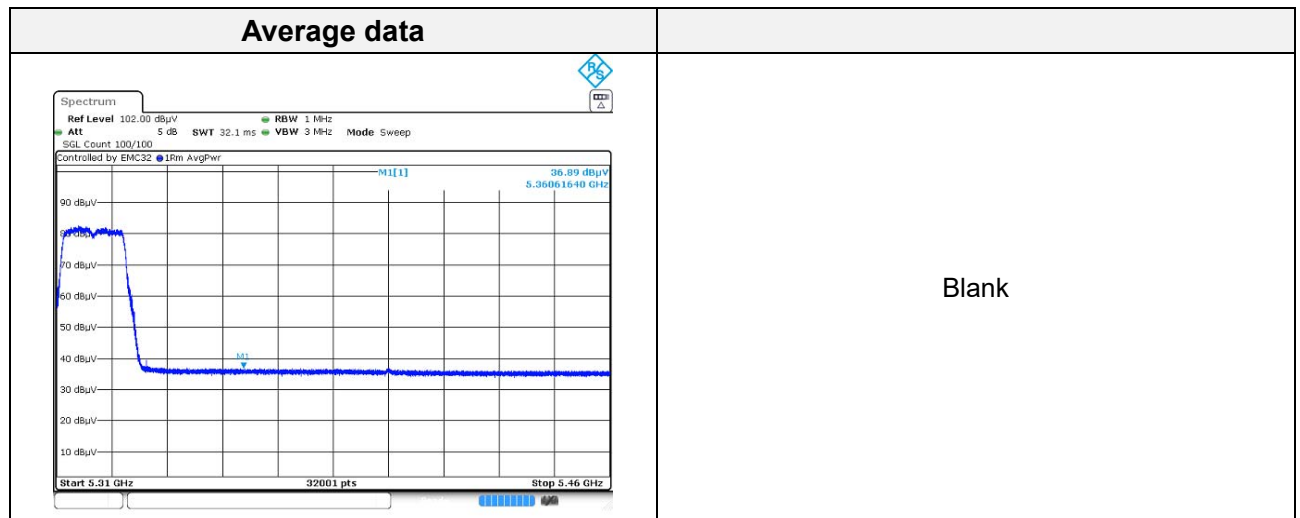 Average data
R&S
Spectrum
Ref Level 102.00 dBµV RBW 1 MHz
Att 5 dB SWT 32.1 ms VBW 3 MHz Mode Sweep
SGL Count 100/100
Controlled by EMC32 1Rm AvgPwr
M1[1] 36.89 dBµV
5.36061640 GHz
90 dBµV
80 dBµV
70 dBµV
60 dBµV
50 dBµV
40 dBµV
M1
30 dBµV
20 dBµV
10 dBµV
Start 5.31 GHz 32001 pts Stop 5.46 GHz
Blank